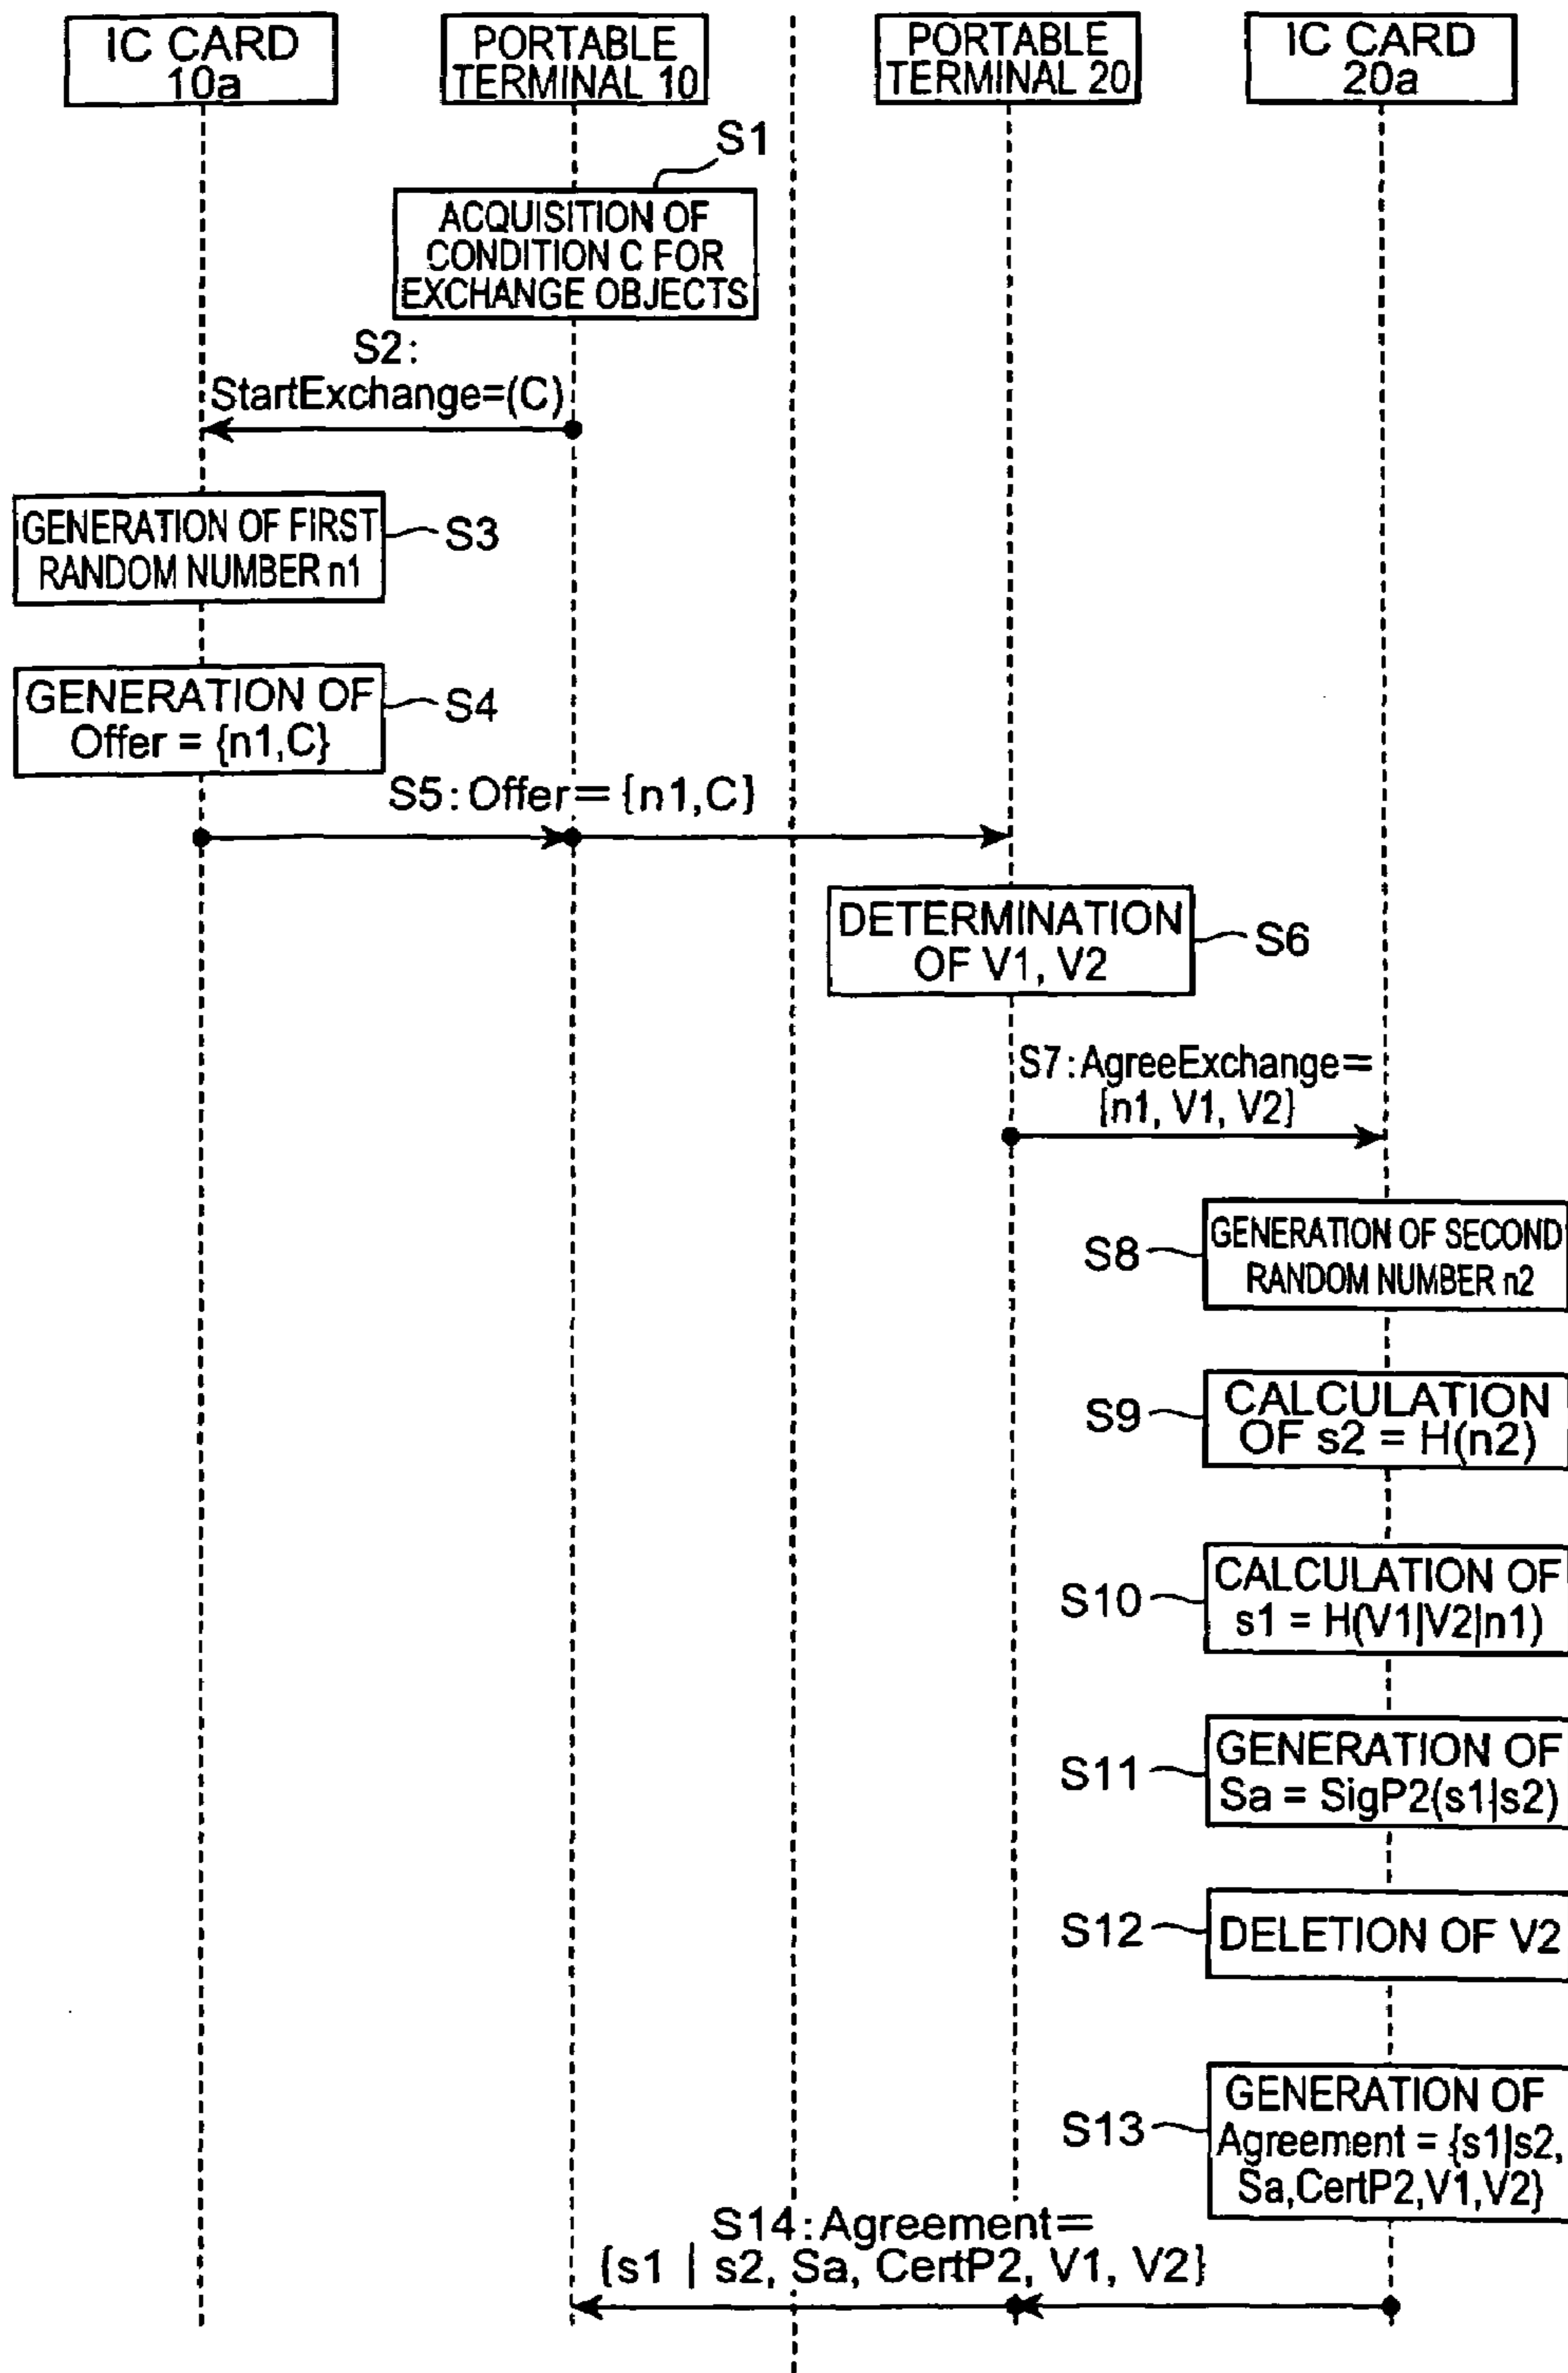 IC CARD
10a
PORTABLE
TERMINAL 10
PORTABLE
TERMINAL 20
IC CARD
20a
S1
ACQUISITION OF
CONDITION C FOR
EXCHANGE OBJECTS
S2:
StartExchange=(C)
GENERATION OF FIRST
RANDOM NUMBER n1
S3
GENERATION OF
Offer = {n1,C}
S4
S5:Offer={n1,C}
DETERMINATION
OF V1, V2
S6
S7:AgreeExchange=
{n1, V1, V2}
S8
GENERATION OF SECOND
RANDOM NUMBER n2
S9
CALCULATION
OF s2 = H(n2)
S10
CALCULATION OF
s1 = H(V1|V2|n1)
S11
GENERATION OF
Sa = SigP2(s1|s2)
S12
DELETION OF V2
S13
GENERATION OF
Agreement = {s1|s2,
Sa,CertP2,V1,V2}
S14:Agreement=
{s1 | s2, Sa, CertP2, V1, V2}